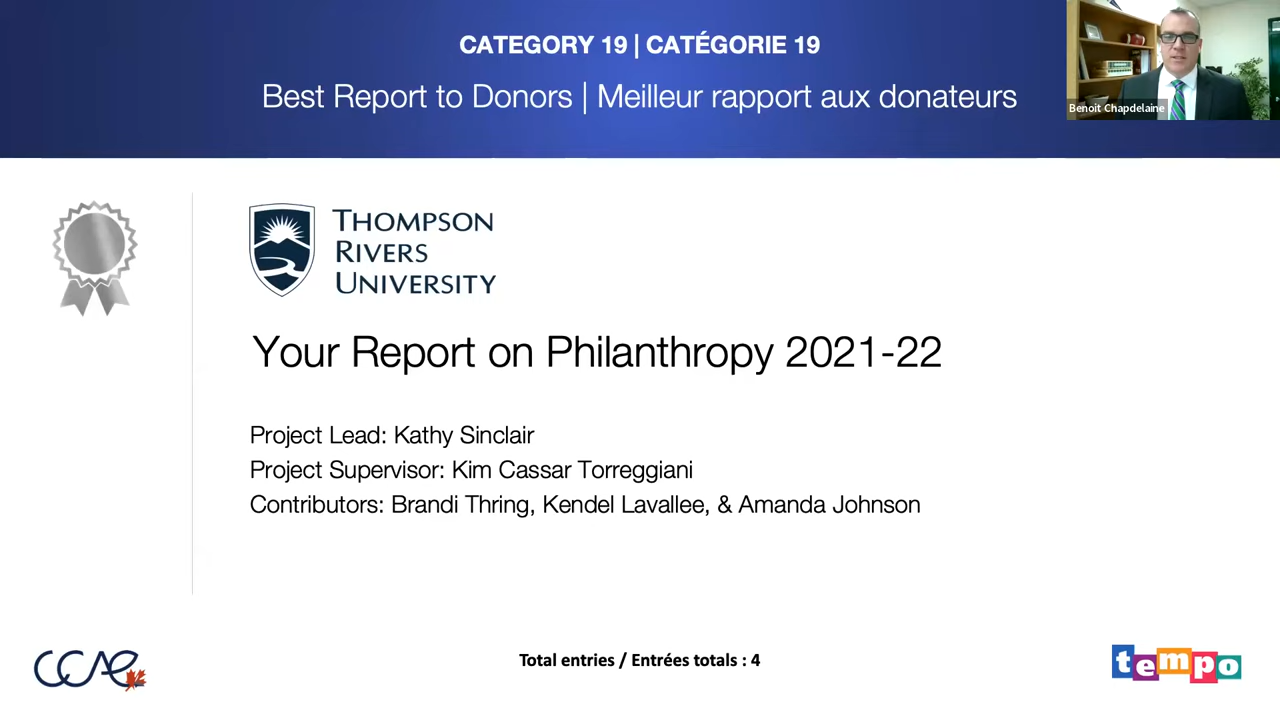 CATEGORY 19 | CATÉGORIE 19
Best Report to Donors | Meilleur rapport aux donateurs
Benoit Chapdelaine
THOMPSON
RIVERS
UNIVERSITY
Your Report on Philanthropy 2021-22
Project Lead: Kathy Sinclair
Project Supervisor: Kim Cassar Torreggiani
Contributors: Brandi Thring, Kendel Lavallee, & Amanda Johnson
CCAE
Total entries / Entrées totals : 4
tempo